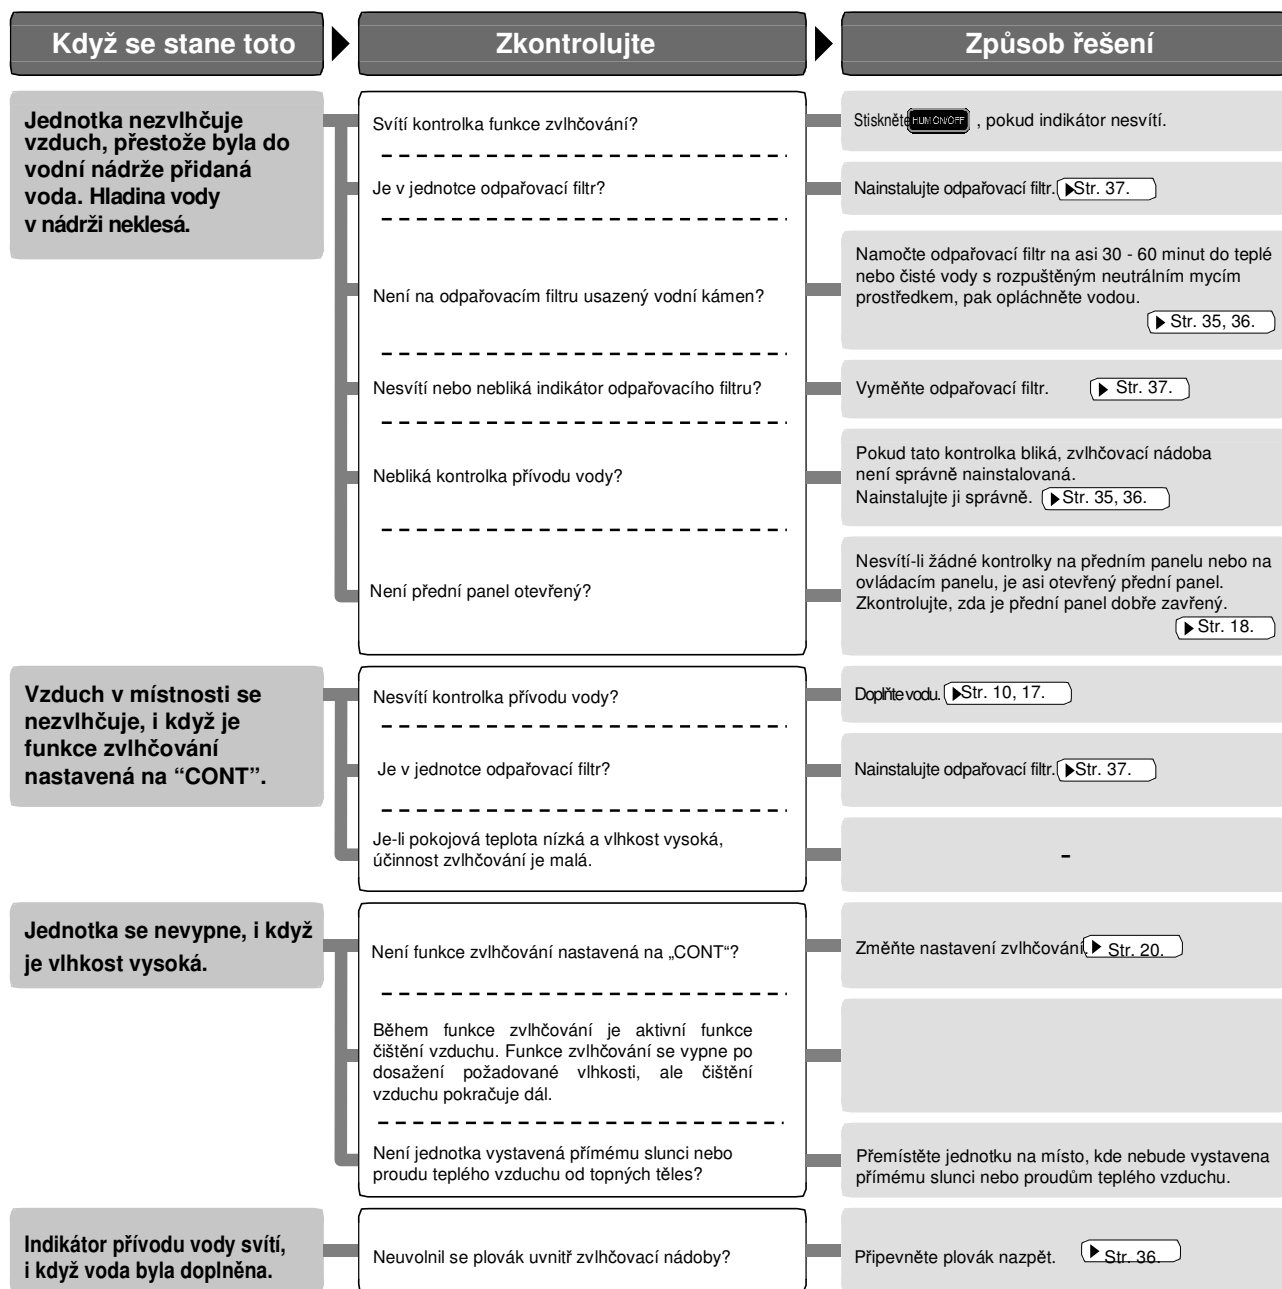 Když se stane toto
Zkontrolujte
Způsob řešení
Jednotka nezvlhčuje
vzduch, přestože byla do
vodní nádrže přidaná
voda. Hladina vody
v nádrži neklesá.
Svítí kontrolka funkce zvlhčování?
Stiskněte HUM ON/OFF , pokud indikátor nesvítí.
Je v jednotce odpařovací filtr?
Nainstalujte odpařovací filtr. Str. 37.
Není na odpařovacím filtru usazený vodní kámen?
Namočte odpařovací filtr na asi 30 - 60 minut do teplé
nebo čisté vody s rozpuštěným neutrálním mycím
prostředkem, pak opláchněte vodou.
Str. 35, 36.
Nesvítí nebo nebliká indikátor odpařovacího filtru?
Vyměňte odpařovací filtr. Str. 37.
Nebliká kontrolka přívodu vody?
Pokud tato kontrolka bliká, zvlhčovací nádoba
není správně nainstalovaná.
Nainstalujte ji správně. Str. 35, 36.
Není přední panel otevřený?
Nesvítí-li žádné kontrolky na předním panelu nebo na
ovládacím panelu, je asi otevřený přední panel.
Zkontrolujte, zda je přední panel dobře zavřený.
Str. 18.
Vzduch v místnosti se
nezvlhčuje, i když je
funkce zvlhčování
nastavená na “CONT”.
Nesvítí kontrolka přívodu vody?
Doplňte vodu. Str. 10, 17.
Je v jednotce odpařovací filtr?
Nainstalujte odpařovací filtr. Str. 37.
Je-li pokojová teplota nízká a vlhkost vysoká,
účinnost zvlhčování je malá.
-
Jednotka se nevypne, i když
je vlhkost vysoká.
Není funkce zvlhčování nastavená na „CONT“?
Změňte nastavení zvlhčování. Str. 20.
Během funkce zvlhčování je aktivní funkce
čištění vzduchu. Funkce zvlhčování se vypne po
dosažení požadované vlhkosti, ale čištění
vzduchu pokračuje dál.
Není jednotka vystavená přímému slunci nebo
proudu teplého vzduchu od topných těles?
Přemístěte jednotku na místo, kde nebude vystavena
přímému slunci nebo proudům teplého vzduchu.
Indikátor přívodu vody svítí,
i když voda byla doplněna.
Neuvolnil se plovák uvnitř zvlhčovací nádoby?
Připevněte plovák nazpět. Str. 36.